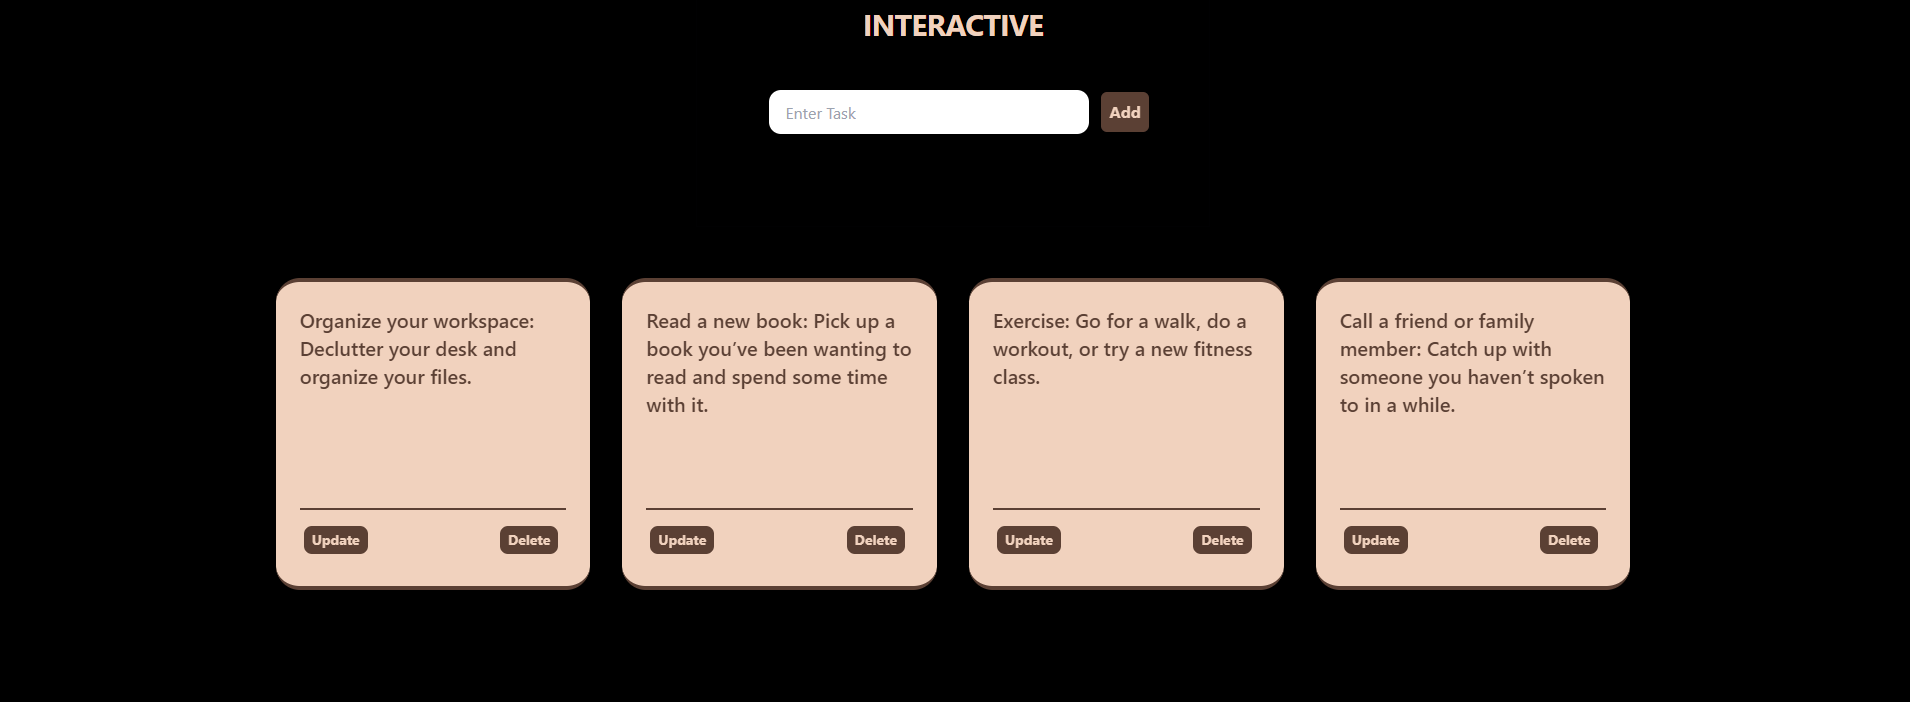 INTERACTIVE
Enter Task
Add
Organize your workspace:
Declutter your desk and
organize your files.
Update
Delete
Read a new book: Pick up a
book you’ve been wanting to
read and spend some time
with it.
Update
Delete
Exercise: Go for a walk, do a
workout, or try a new fitness
class.
Update
Delete
Call a friend or family
member: Catch up with
someone you haven’t spoken
to in a while.
Update
Delete